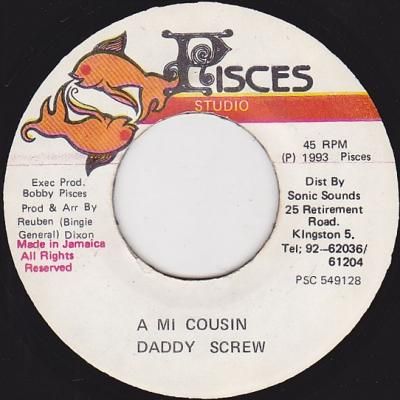 PISCES
STUDIO
45 RPM
(P) 1993 Pisces
Exec Prod.
Bobby Pisces
Prod & Arr By
Reuben (Bingie
General) Dixon
Made in Jamaica
All Rights
Reserved
Dist By
Sonic Sounds
25 Retirement
Road.
KIngston 5.
Tel; 92-62036/
61204
PSC 549128
A MI COUSIN
DADDY SCREW